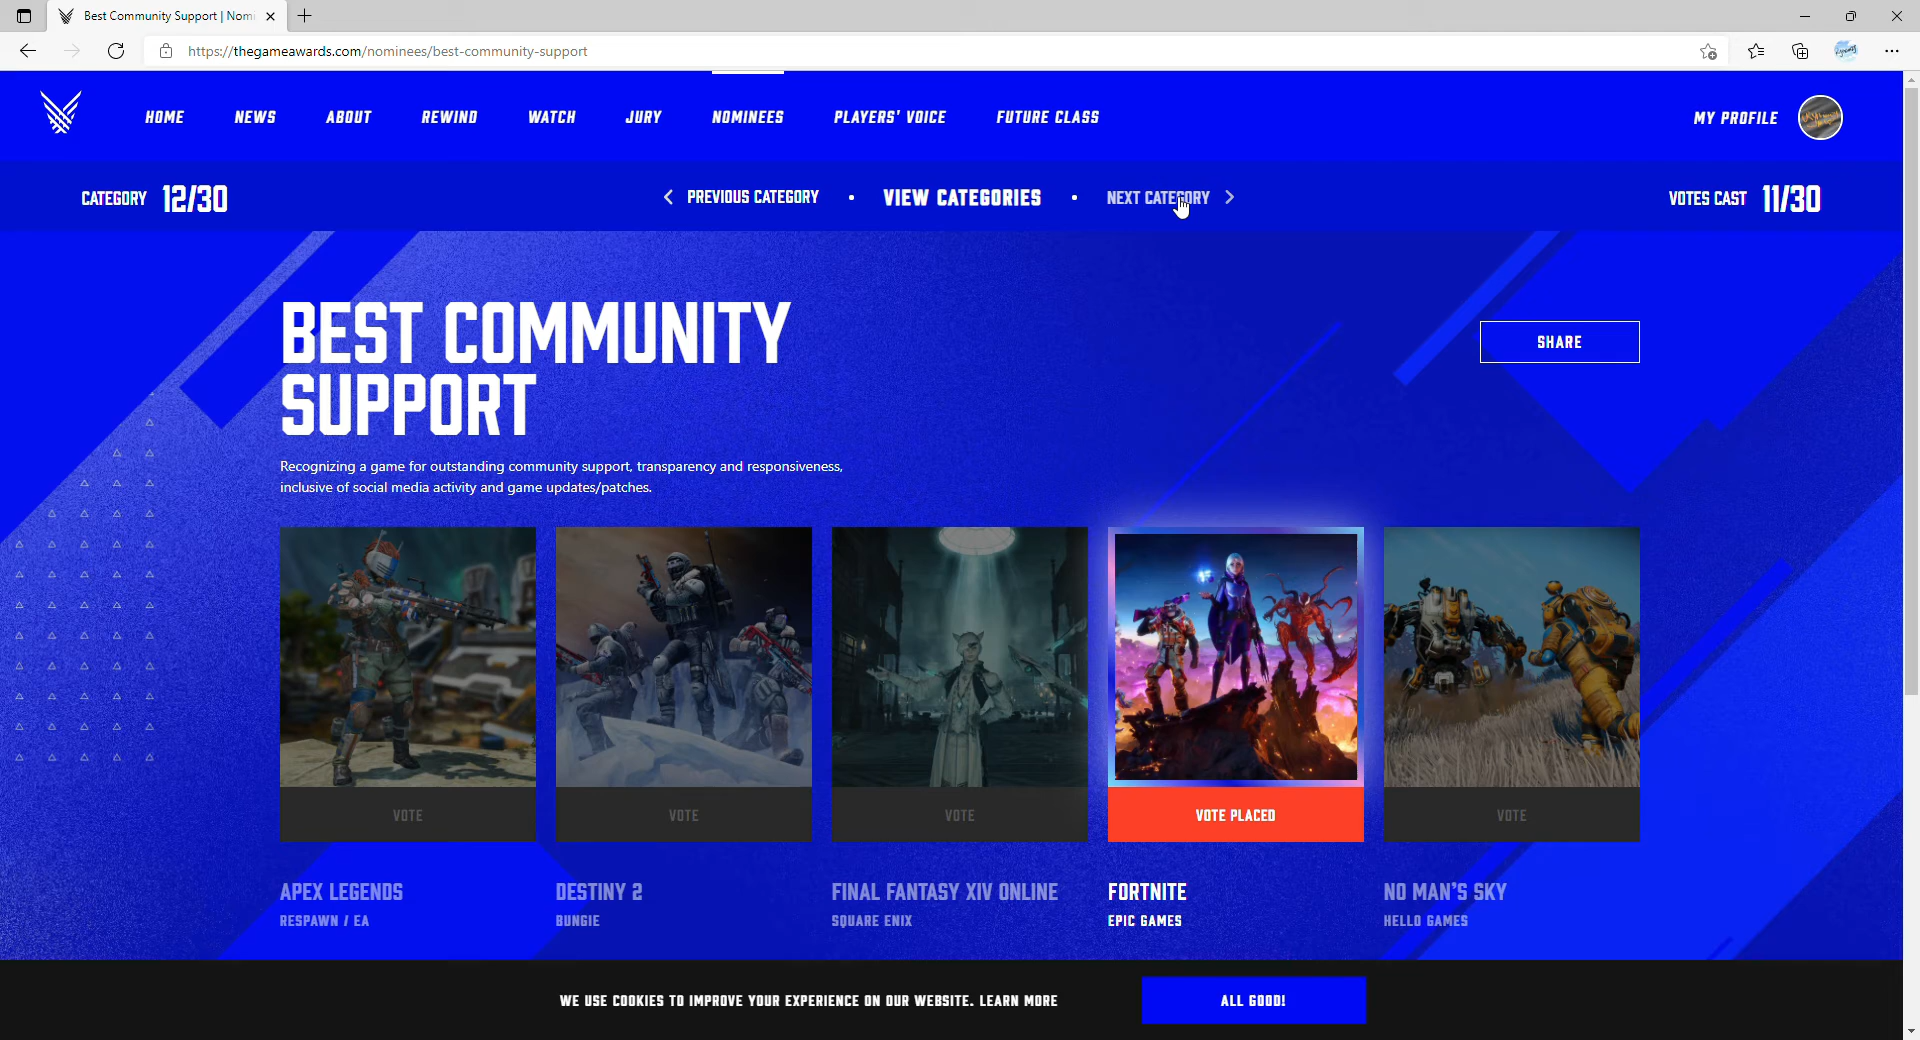 Best Community Support | Nom
https://thegameawards.com/nominees/best-community-support
HOME NEWS ABOUT REWIND WATCH JURY NOMINEES PLAYERS' VOICE FUTURE CLASS MY PROFILE
CATEGORY 12/30 PREVIOUS CATEGORY • VIEW CATEGORIES • NEXT CATEGORY VOTES CAST 11/30
BEST COMMUNITY
SUPPORT
SHARE
Recognizing a game for outstanding community support, transparency and responsiveness,
inclusive of social media activity and game updates/patches.
VOTE VOTE VOTE VOTE PLACED VOTE
APEX LEGENDS DESTINY 2 FINAL FANTASY XIV ONLINE FORTNITE NO MAN'S SKY
RESPAWN / EA BUNGIE SQUARE ENIX EPIC GAMES HELLO GAMES
WE USE COOKIES TO IMPROVE YOUR EXPERIENCE ON OUR WEBSITE. LEARN MORE ALL GOOD!